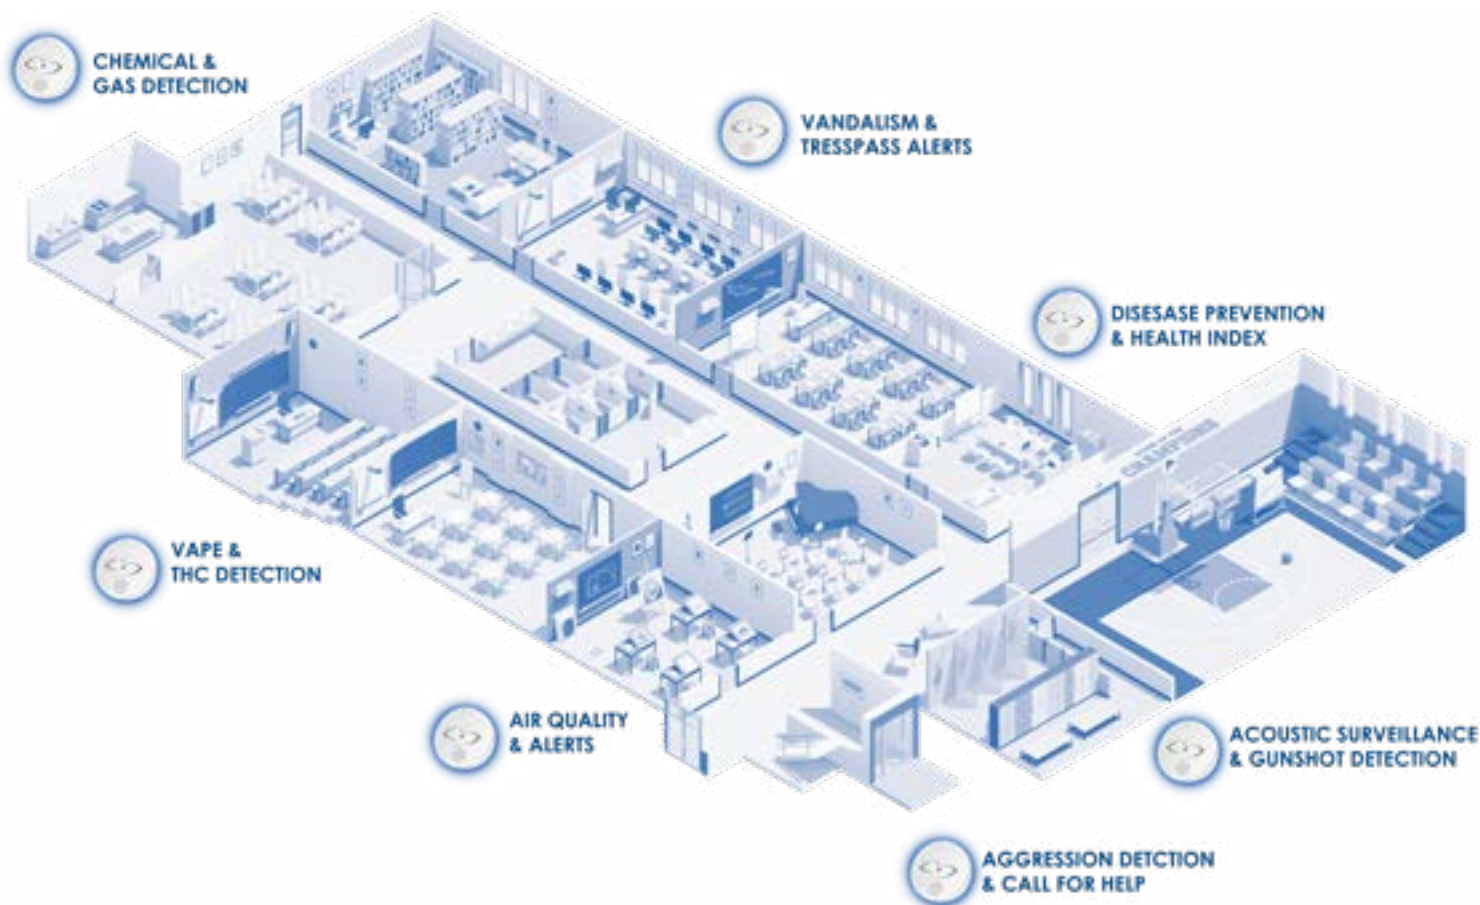 CHEMICAL &
GAS DETECTION
VANDALISM &
TRESSPASS ALERTS
DISESASE PREVENTION
& HEALTH INDEX
VAPE &
THC DETECTION
AIR QUALITY
& ALERTS
ACOUSTIC SURVEILLANCE
& GUNSHOT DETECTION
AGGRESSION DETCTION
& CALL FOR HELP